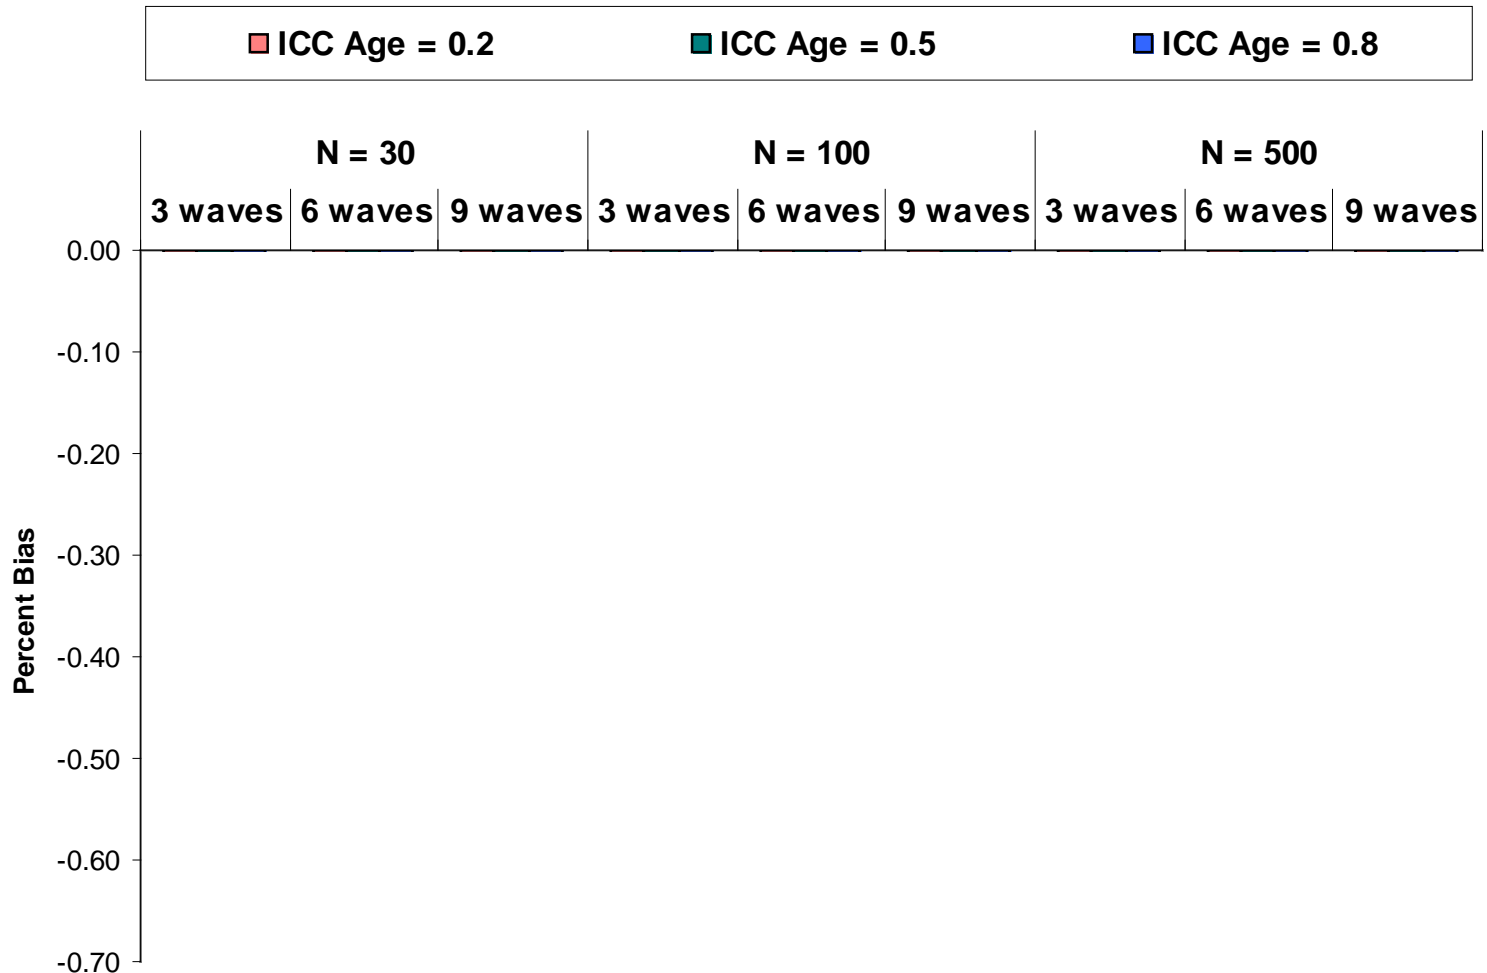 ICC Age = 0.2 ICC Age = 0.5 ICC Age = 0.8
N = 30 N = 100 N = 500
3 waves 6 waves 9 waves 3 waves 6 waves 9 waves 3 waves 6 waves 9 waves
0.00
-0.10
-0.20
-0.30
-0.40
-0.50
-0.60
-0.70
Percent Bias